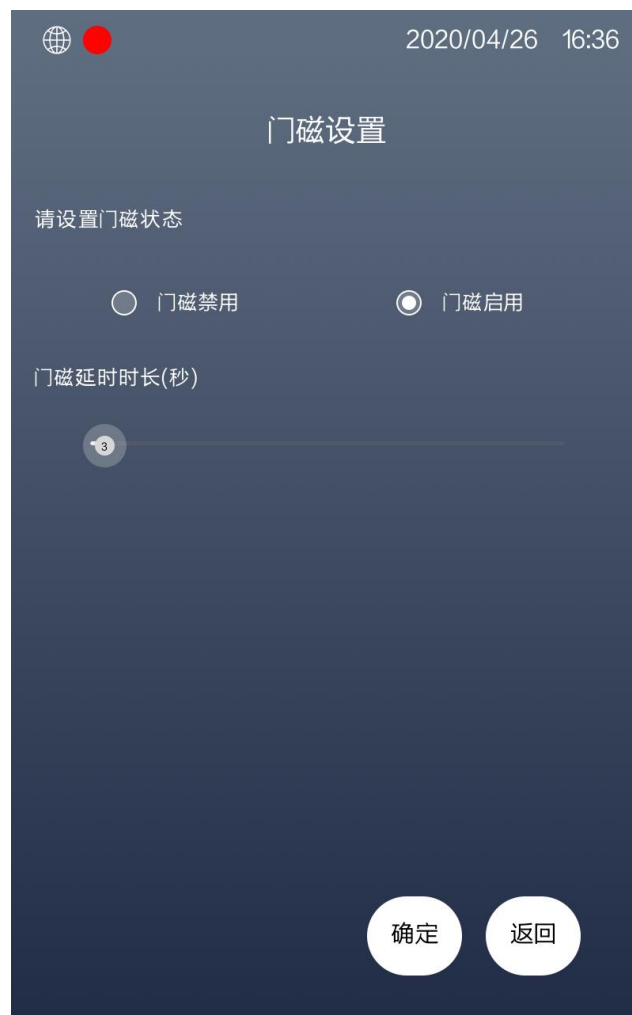 2020/04/26 16:36
门磁设置
请设置门磁状态
门磁禁用 门磁启用
门磁延时时长(秒)
3
确定 返回